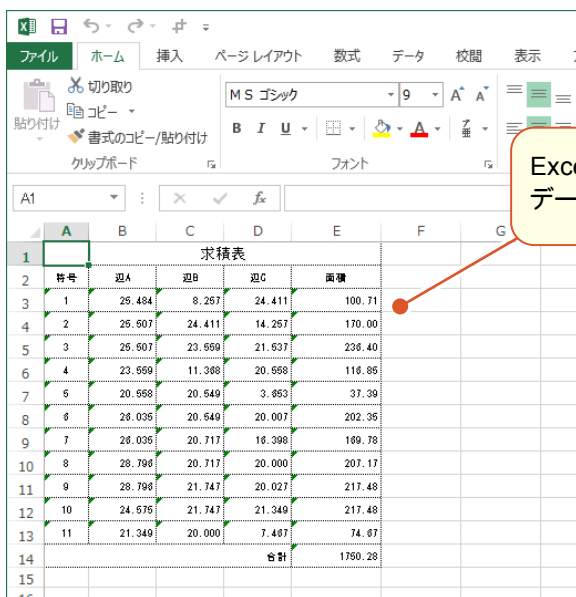 ファイル ホーム 挿入 ページ レイアウト 数式 データ 校閲 表示
貼り付け
切り取り
コピー
書式のコピー/貼り付け
クリップボード
ＭＳ ゴシック 9 A A
B I U A 亜
フォント
Exce
デー
A1 fx
A B C D E F G
1 求積表
2 符号 辺A 辺B 辺C 面積
3 1 25.484 8.257 24.411 100.71
4 2 25.507 24.411 14.257 170.00
5 3 25.507 23.559 21.537 236.40
6 4 23.559 11.368 20.558 116.85
7 5 20.558 20.549 3.653 37.39
8 6 26.035 20.549 20.007 202.35
9 7 26.035 20.717 16.398 169.78
10 8 28.796 20.717 20.000 207.17
11 9 28.796 21.747 20.027 217.48
12 10 24.575 21.747 21.349 217.48
13 11 21.349 20.000 7.467 74.67
14 合計 1750.28
15